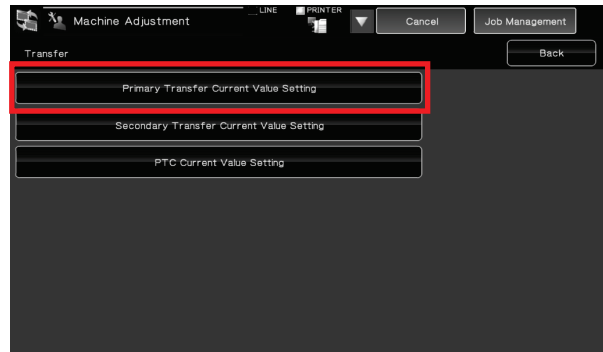 LINE PRINTER
Machine Adjustment Cancel Job Management
Transfer Back
Primary Transfer Current Value Setting
Secondary Transfer Current Value Setting
PTC Current Value Setting